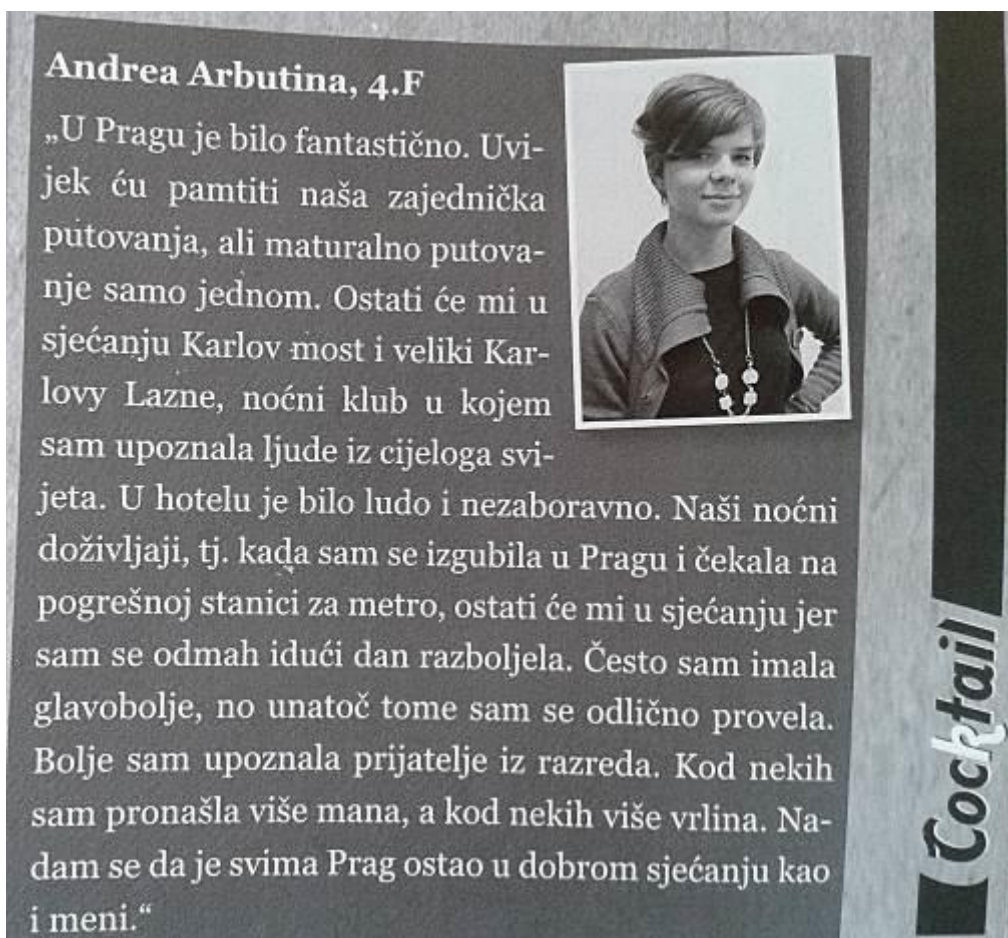 Andrea Arbutina, 4.F
„U Pragu je bilo fantastično. Uvi-
jek ću pamtiti naša zajednička
putovanja, ali maturalno putova-
nje samo jednom. Ostati će mi u
sjećanju Karlov most i veliki Kar-
lovy Lazne, noćni klub u kojem
sam upoznala ljude iz cijeloga svi-
jeta. U hotelu je bilo ludo i nezaboravno. Naši noćni
doživljaji, tj. kada sam se izgubila u Pragu i čekala na
pogrešnoj stanici za metro, ostati će mi u sjećanju jer
sam se odmah idući dan razboljela. Često sam imala
glavobolje, no unatoč tome sam se odlično provela.
Bolje sam upoznala prijatelje iz razreda. Kod nekih
sam pronašla više mana, a kod nekih više vrlina. Na-
dam se da je svima Prag ostao u dobrom sjećanju kao
i meni.“
Cocktail